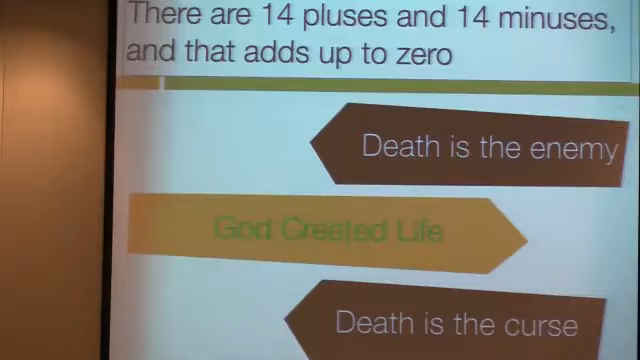 There are 14 pluses and 14 minuses,
and that adds up to zero
Death is the enemy
God Created Life
Death is the curse